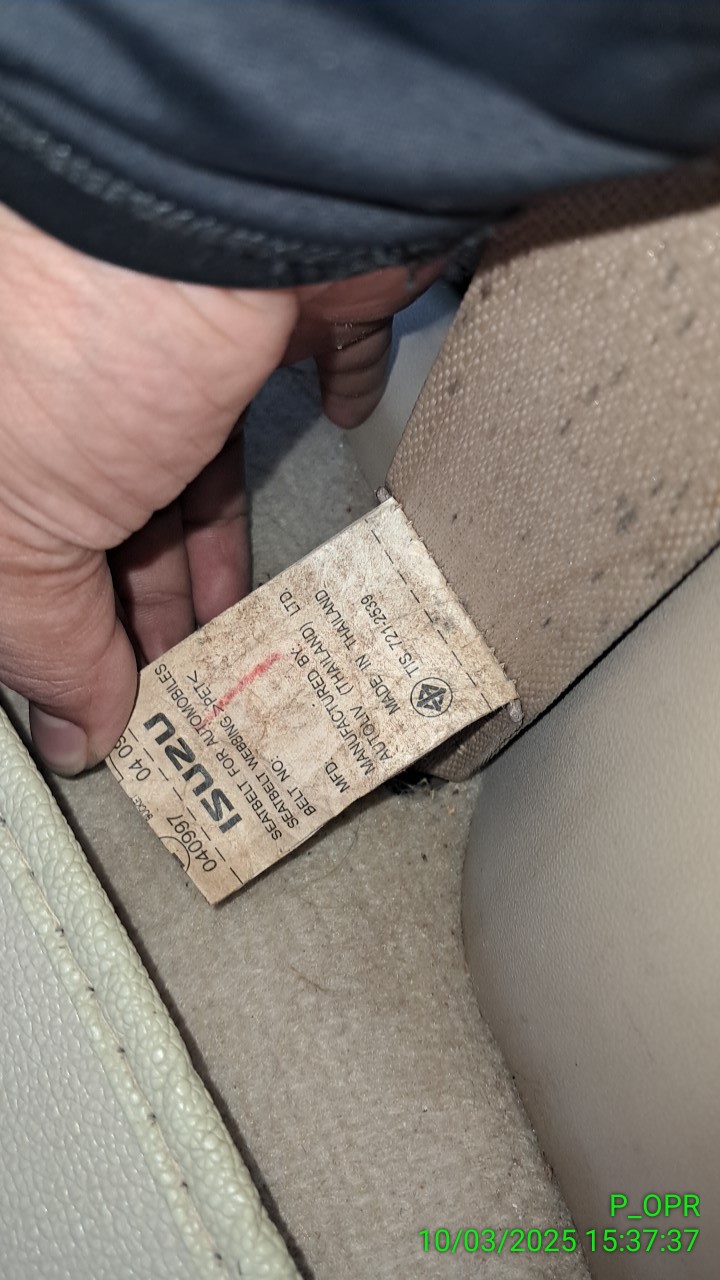 ISUZU
SEATBELT FOR AUTOMOBILES
SEATBELT WEBBING >PET<
BELT NO.
MFD.
MANUFACTURED BY:
AUTOLIV (THAILAND) LTD.
MADE IN THAILAND
TIS.721/2539
040997
04 09
P_OPR
10/03/2025 15:37:37